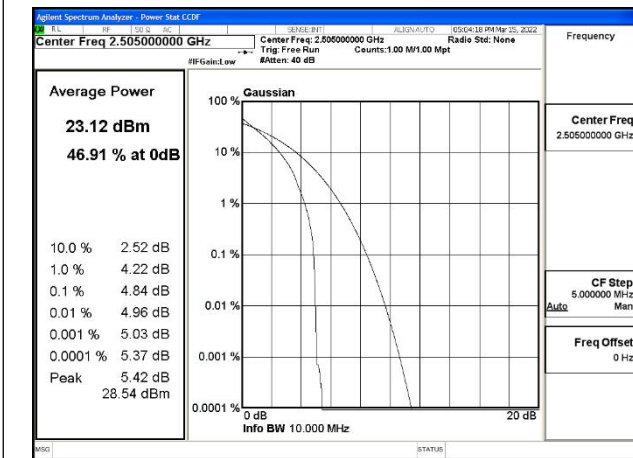 Agilent Spectrum Analyzer - Power Stat CCDF
RL RF 50 Ω AC SENSE:INT ALIGN AUTO 05:04:18 PM Mar 15, 2022
Center Freq 2.505000000 GHz
Center Freq: 2.505000000 GHz Radio Std: None
Trig: Free Run Counts:1.00 M/1.00 Mpt
#IFGain:Low #Atten: 40 dB
Frequency
Average Power
23.12 dBm
46.91 % at 0dB
10.0 % 2.52 dB
1.0 % 4.22 dB
0.1 % 4.84 dB
0.01 % 4.96 dB
0.001 % 5.03 dB
0.0001 % 5.37 dB
Peak 5.42 dB
28.54 dBm
Gaussian
100 %
10 %
1 %
0.1 %
0.01 %
0.001 %
0.0001 %
0 dB 20 dB
Info BW 10.000 MHz
Center Freq
2.505000000 GHz
CF Step
5.000000 MHz
Auto Man
Freq Offset
0 Hz
MSG STATUS